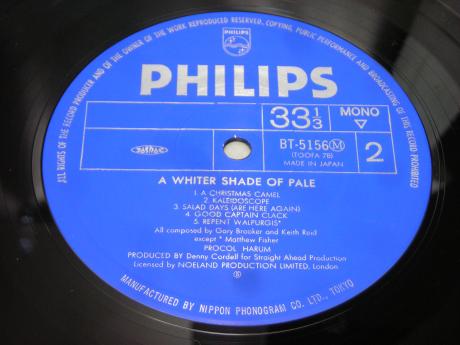 ALL RIGHTS OF THE RECORD PRODUCER AND OF THE OWNER OF THE WORK REPRODUCED RESERVED. COPYING, PUBLIC PERFORMANCE AND BROADCASTING OF THIS RECORD PROHIBITED
PHILIPS
PHILIPS
33 1/3
MONO
▽
BT-5156 Ⓜ
(TOOFA-7B)
MADE IN JAPAN
2
A WHITER SHADE OF PALE
1. A CHRISTMAS CAMEL
2. KALEIDOSCOPE
3. SALAD DAYS (ARE HERE AGAIN)
4. GOOD CAPTAIN CLACK
5. REPENT WALPURGIS*
All composed by Gary Brooker and Keith Reid
except * Matthew Fisher
PROCOL HARUM
PRODUCED BY Denny Cordell for Straight Ahead Production
Licensed by NOELAND PRODUCTION LIMITED, London
MANUFACTURED BY NIPPON PHONOGRAM CO., LTD., TOKYO